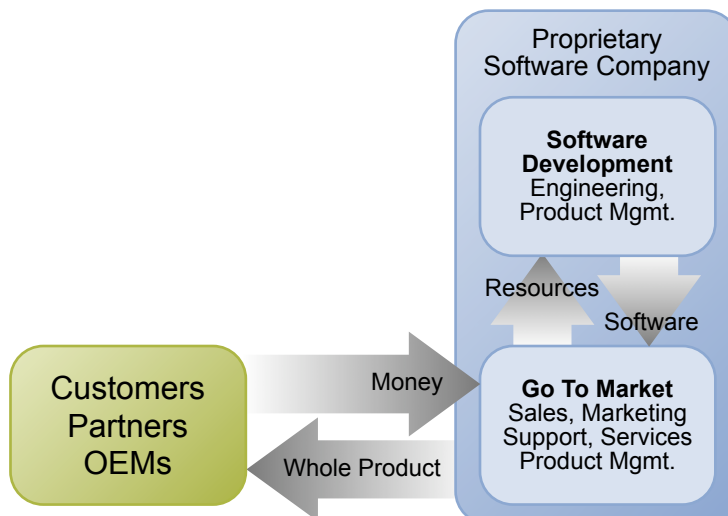 Proprietary
Software Company
Software
Development
Engineering,
Product Mgmt.
Resources
Software
Go To Market
Sales, Marketing
Support, Services
Product Mgmt.
Money
Whole Product
Customers
Partners
OEMs